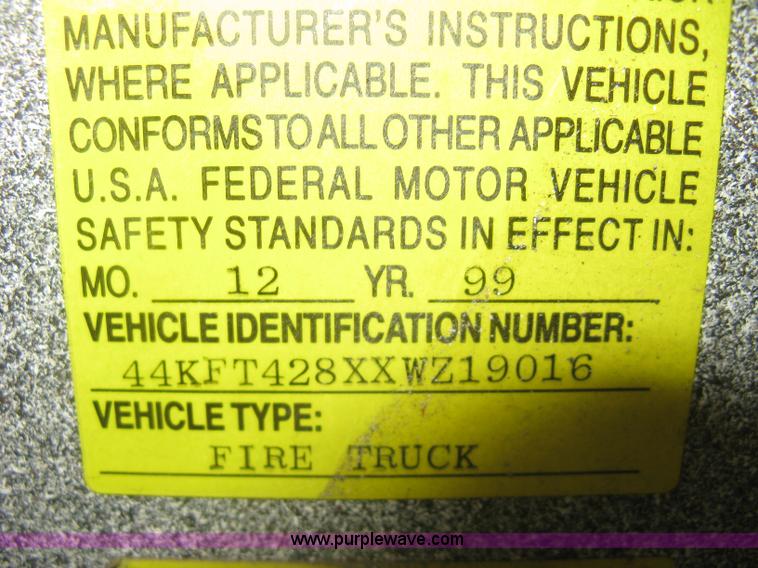 MANUFACTURER'S INSTRUCTIONS,
WHERE APPLICABLE. THIS VEHICLE
CONFORMS TO ALL OTHER APPLICABLE
U.S.A. FEDERAL MOTOR VEHICLE
SAFETY STANDARDS IN EFFECT IN:
MO. 12 YR. 99
VEHICLE IDENTIFICATION NUMBER:
44KFT428XXWZ19016
VEHICLE TYPE:
FIRE TRUCK
www.purplewave.com